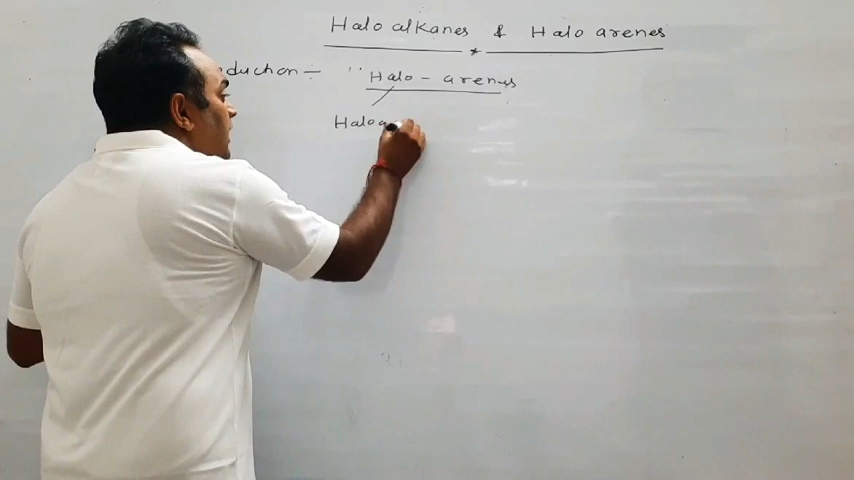 Halo alkanes & Halo arenes
duction :- " Halo - arenes
Haloa